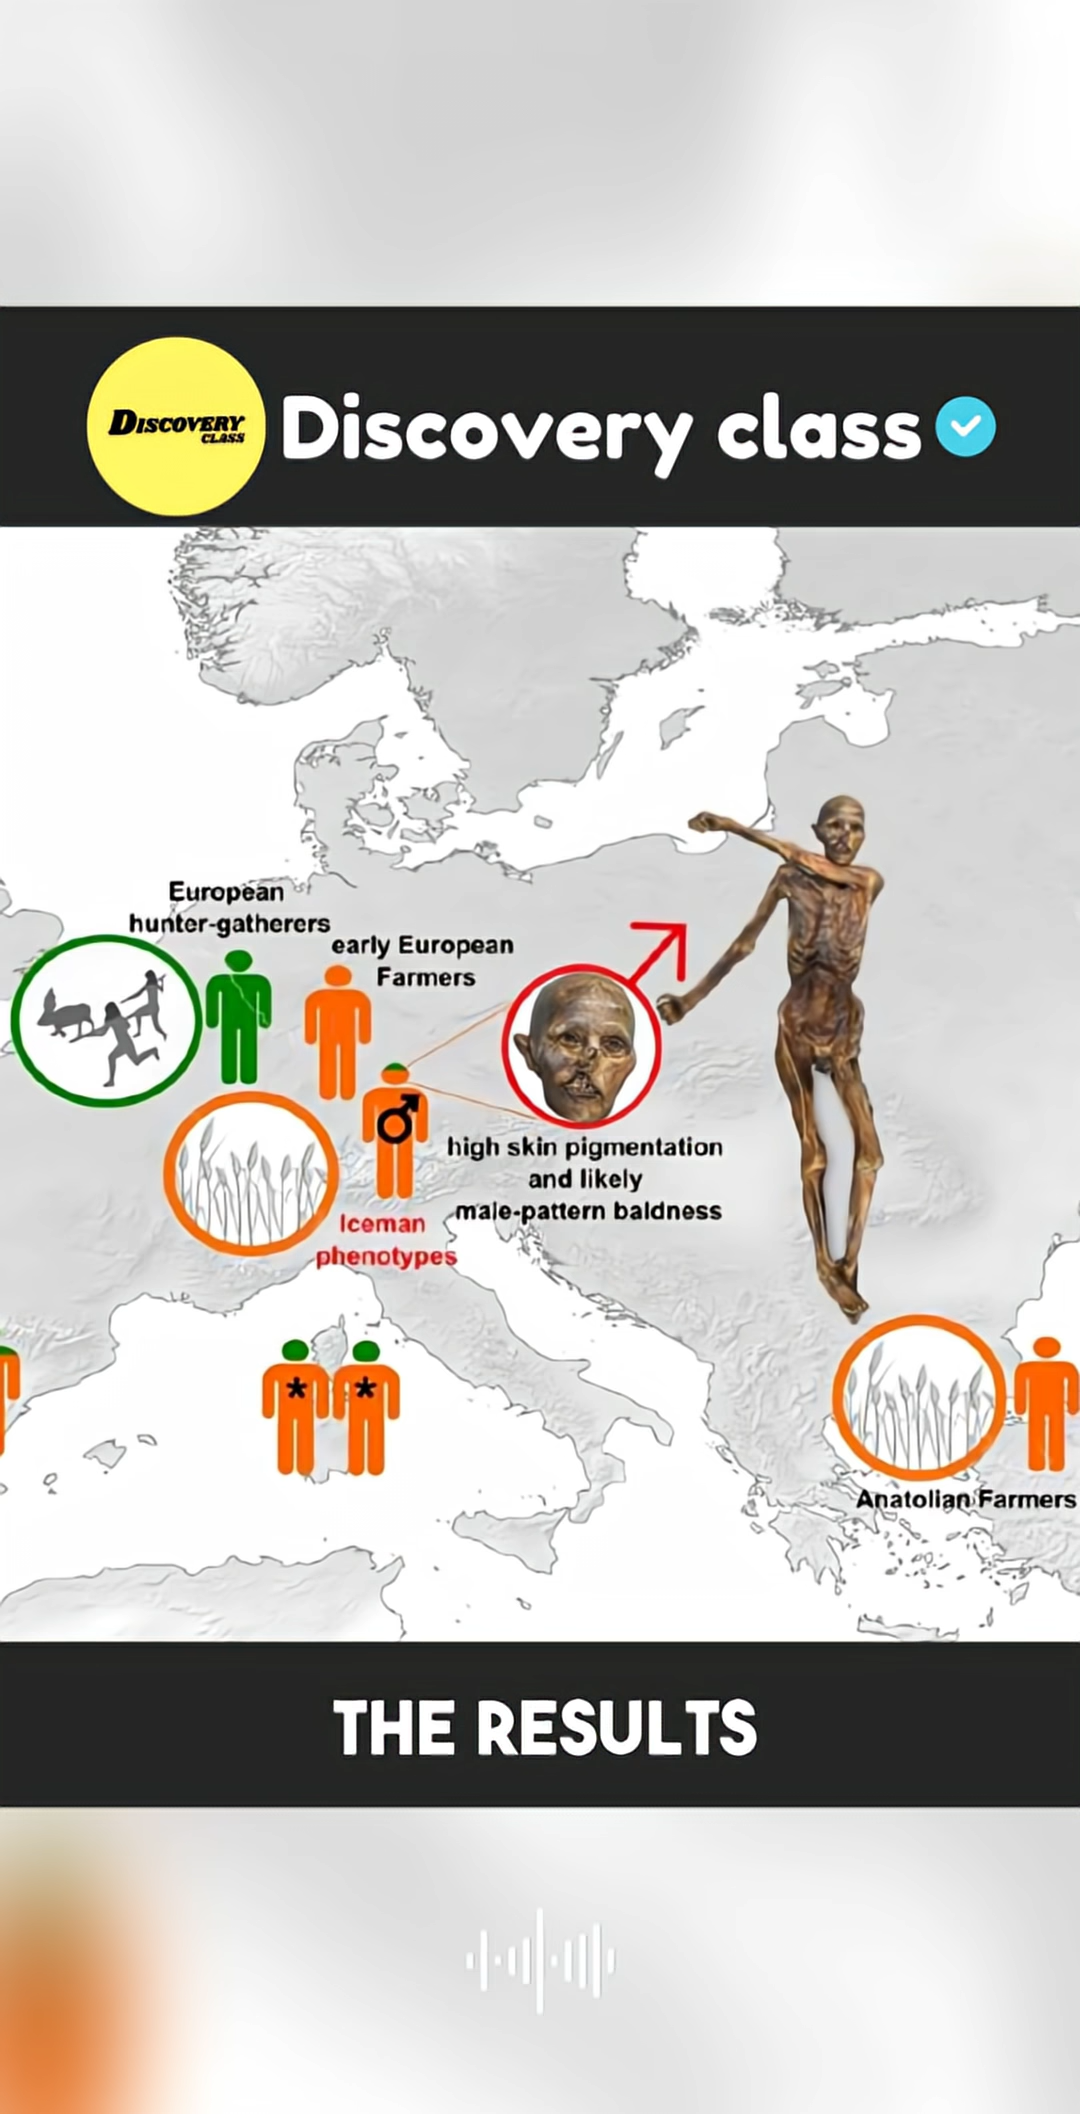 DISCOVERY
CLASS
Discovery class
European
hunter-gatherers
early European
Farmers
high skin pigmentation
and likely
male-pattern baldness
Iceman
phenotypes
Anatolian Farmers
THE RESULTS